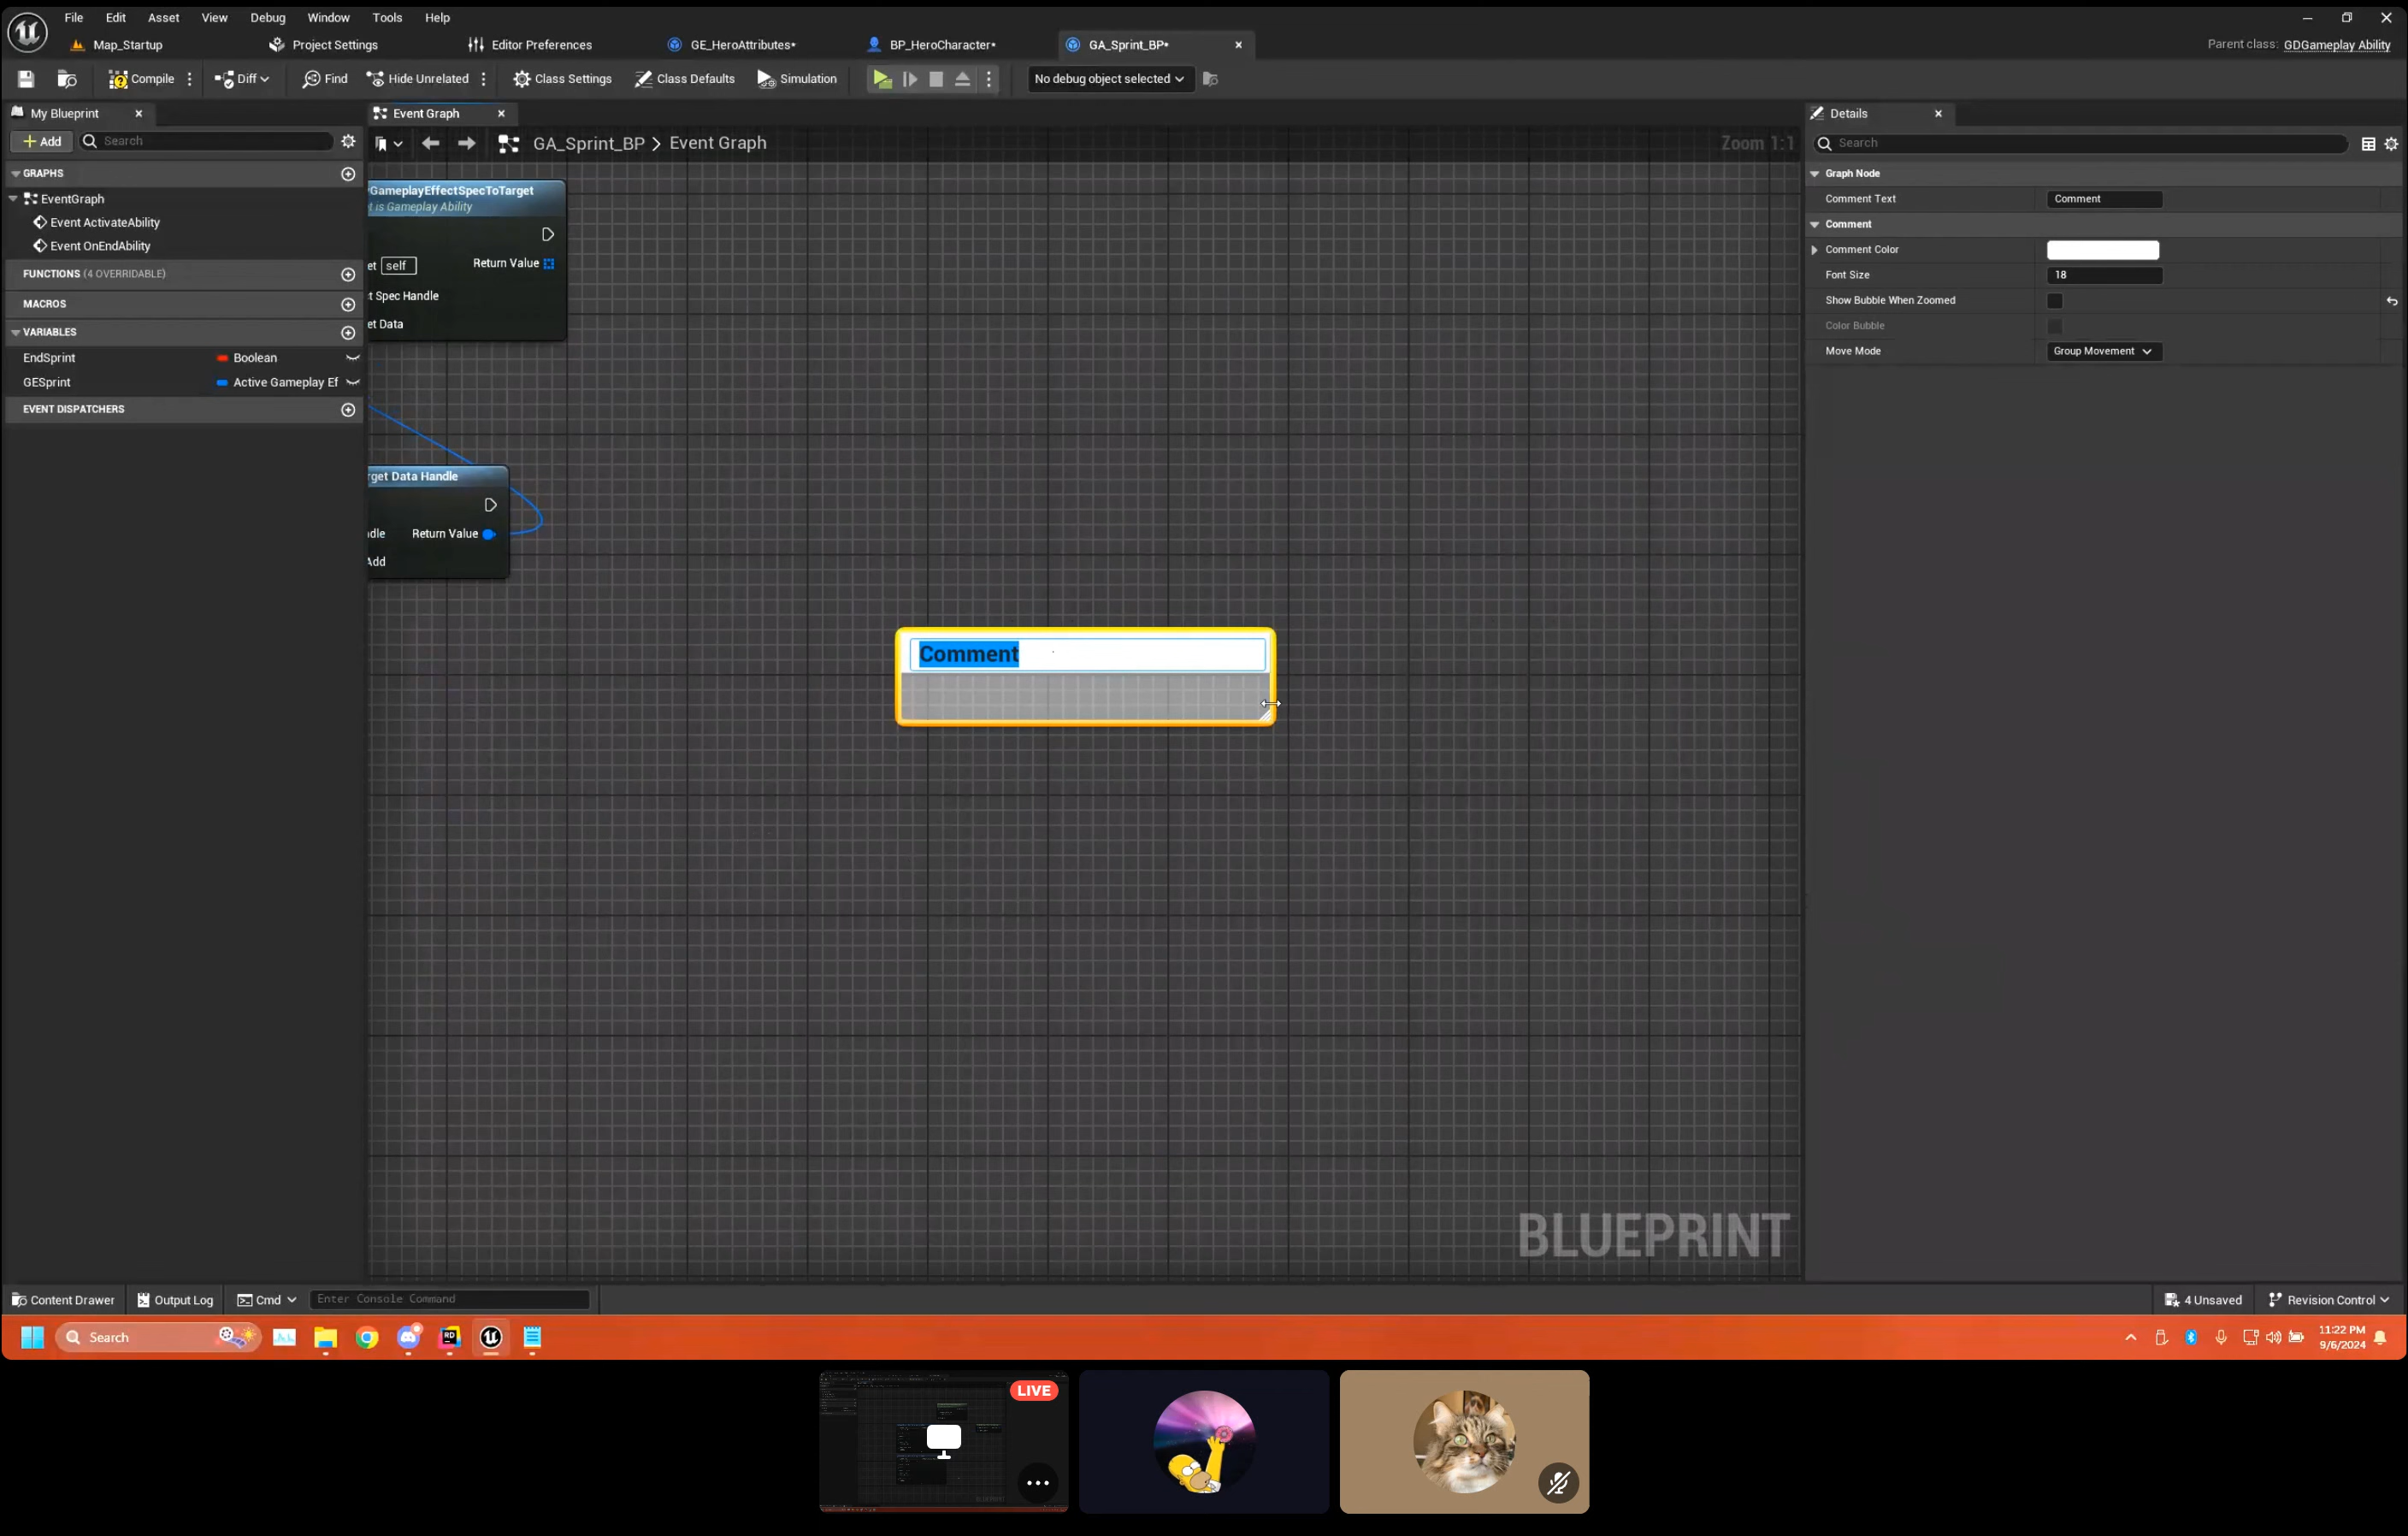 File Edit Asset View Debug Window Tools Help
Map_Startup Project Settings Editor Preferences GE_HeroAttributes* BP_HeroCharacter* GA_Sprint_BP* Parent class: GDGameplay Ability
Compile Diff Find Hide Unrelated Class Settings Class Defaults Simulation No debug object selected
My Blueprint
Add Search
GRAPHS
EventGraph
Event ActivateAbility
Event OnEndAbility
FUNCTIONS (4 OVERRIDABLE)
MACROS
VARIABLES
EndSprint Boolean
GESprint Active Gameplay Ef
EVENT DISPATCHERS
Event Graph
GA_Sprint_BP > Event Graph Zoom 1:1
GameplayEffectSpecToTarget
t is Gameplay Ability
et self Return Value
t Spec Handle
et Data
rget Data Handle
dle Return Value
Add
Comment
BLUEPRINT
Details
Search
Graph Node
Comment Text Comment
Comment
Comment Color
Font Size 18
Show Bubble When Zoomed
Color Bubble
Move Mode Group Movement
Content Drawer Output Log Cmd Enter Console Command 4 Unsaved Revision Control
Search RD 11:22 PM
9/6/2024
LIVE